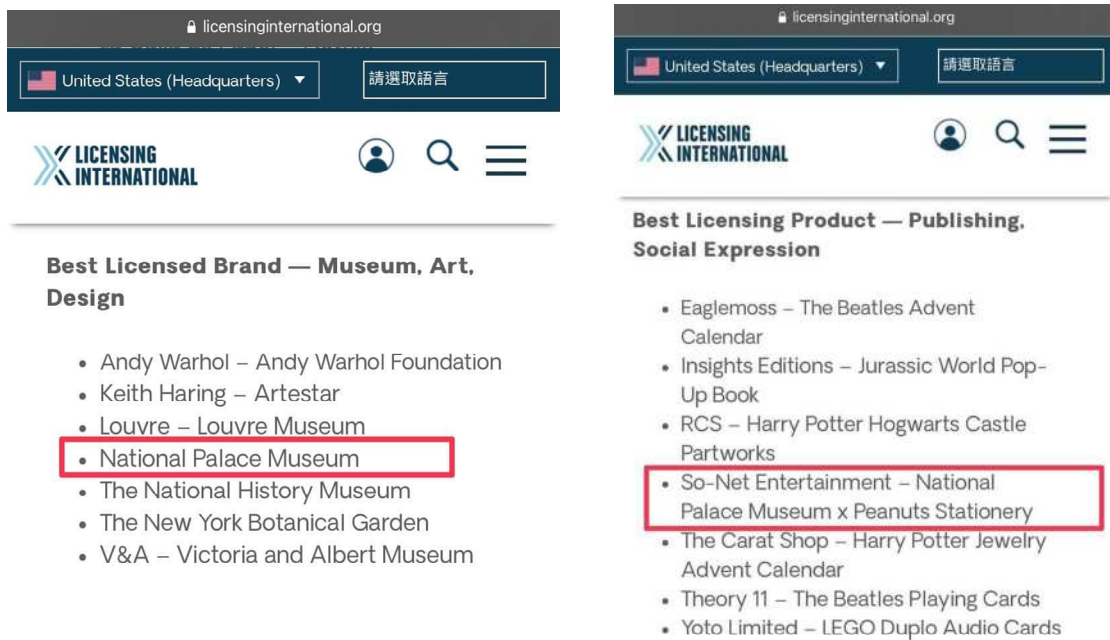 licensinginternational.org
United States (Headquarters) ▼
請選取語言
LICENSING
INTERNATIONAL
Best Licensed Brand — Museum, Art,
Design
• Andy Warhol – Andy Warhol Foundation
• Keith Haring – Artestar
• Louvre – Louvre Museum
• National Palace Museum
• The National History Museum
• The New York Botanical Garden
• V&A – Victoria and Albert Museum
licensinginternational.org
United States (Headquarters) ▼
請選取語言
LICENSING
INTERNATIONAL
Best Licensing Product — Publishing,
Social Expression
• Eaglemoss – The Beatles Advent
Calendar
• Insights Editions – Jurassic World Pop-
Up Book
• RCS – Harry Potter Hogwarts Castle
Partworks
• So-Net Entertainment – National
Palace Museum x Peanuts Stationery
• The Carat Shop – Harry Potter Jewelry
Advent Calendar
• Theory 11 – The Beatles Playing Cards
• Yoto Limited – LEGO Duplo Audio Cards